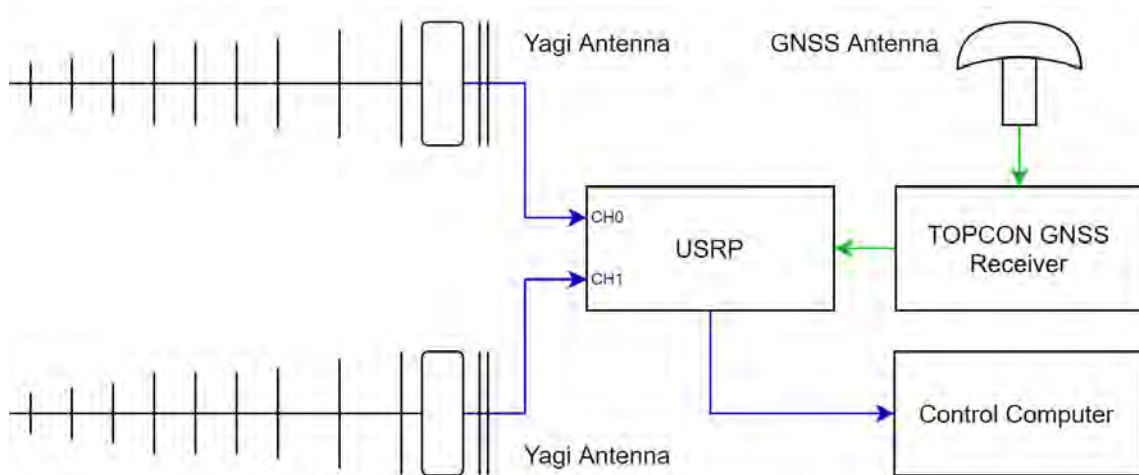 Yagi Antenna
GNSS Antenna
CH0
USRP
TOPCON GNSS
Receiver
CH1
Control Computer
Yagi Antenna